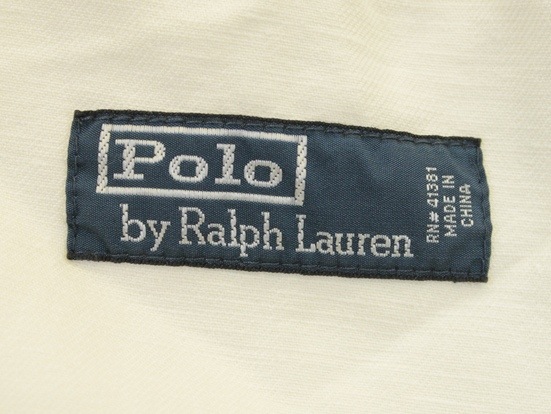 Polo
by Ralph Lauren
RN# 41381
MADE IN
CHINA